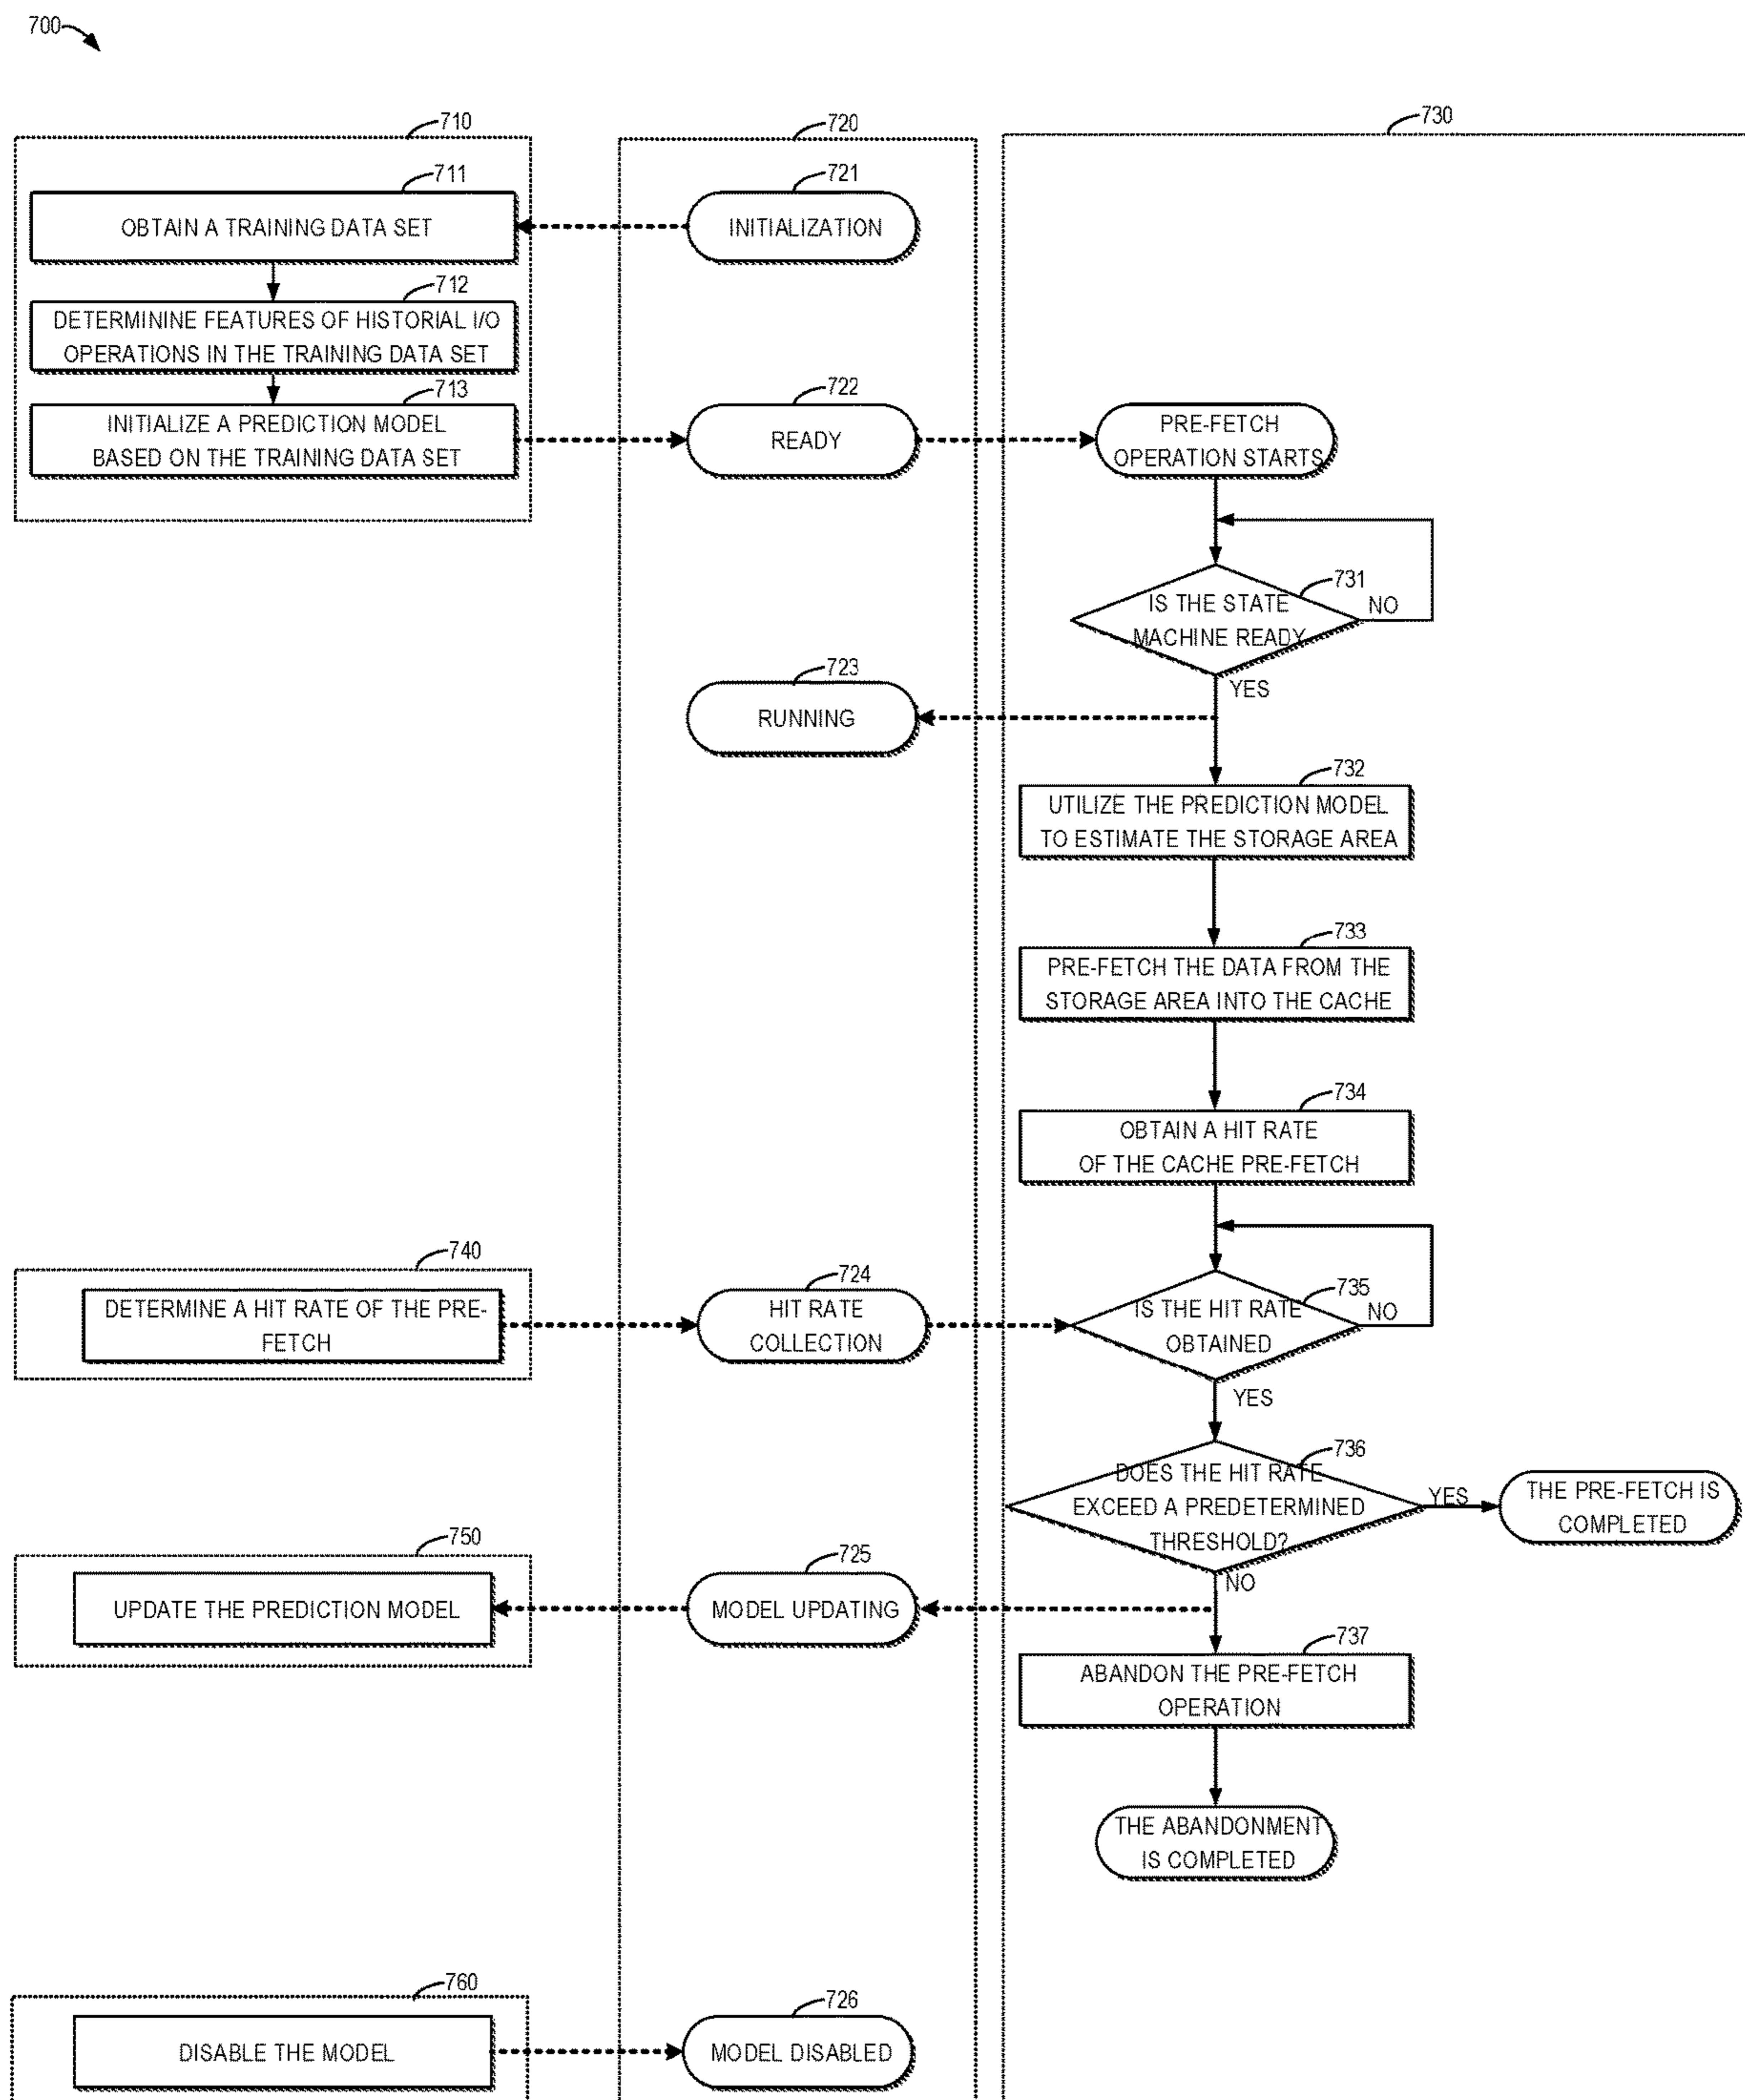 700
710
720
730
711
721
OBTAIN A TRAINING DATA SET
INITIALIZATION
712
DETERMININE FEATURES OF HISTORIAL I/O
OPERATIONS IN THE TRAINING DATA SET
713
722
INITIALIZE A PREDICTION MODEL
BASED ON THE TRAINING DATA SET
READY
PRE-FETCH
OPERATION STARTS
731
IS THE STATE
MACHINE READY
NO
YES
723
RUNNING
732
UTILIZE THE PREDICTION MODEL
TO ESTIMATE THE STORAGE AREA
733
PRE-FETCH THE DATA FROM THE
STORAGE AREA INTO THE CACHE
734
OBTAIN A HIT RATE
OF THE CACHE PRE-FETCH
740
724
735
DETERMINE A HIT RATE OF THE PRE-
FETCH
HIT RATE
COLLECTION
IS THE HIT RATE
OBTAINED
NO
YES
736
DOES THE HIT RATE
EXCEED A PREDETERMINED
THRESHOLD?
YES
THE PRE-FETCH IS
COMPLETED
NO
750
725
UPDATE THE PREDICTION MODEL
MODEL UPDATING
737
ABANDON THE PRE-FETCH
OPERATION
THE ABANDONMENT
IS COMPLETED
760
726
DISABLE THE MODEL
MODEL DISABLED